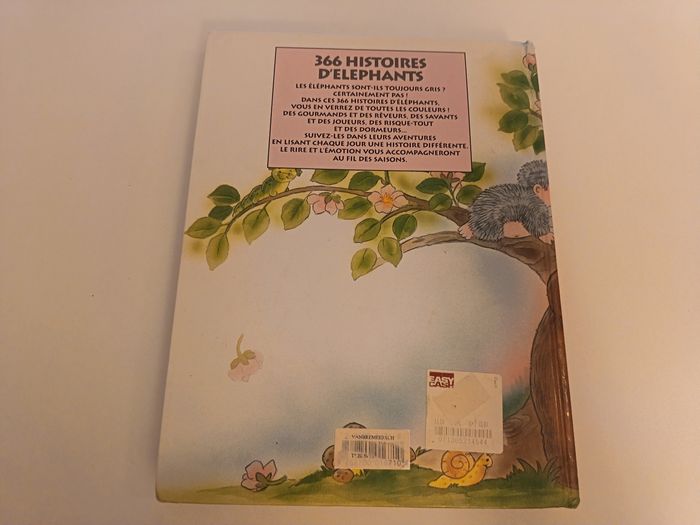 366 HISTOIRES
D'ELEPHANTS
LES ÉLÉPHANTS SONT-ILS TOUJOURS GRIS ?
CERTAINEMENT PAS !
DANS CES 366 HISTOIRES D'ÉLÉPHANTS,
VOUS EN VERREZ DE TOUTES LES COULEURS !
DES GOURMANDS ET DES RÊVEURS, DES SAVANTS
ET DES JOUEURS, DES RISQUE-TOUT
ET DES DORMEURS...
SUIVEZ-LES DANS LEURS AVENTURES
EN LISANT CHAQUE JOUR UNE HISTOIRE DIFFÉRENTE.
LE RIRE ET L'ÉMOTION VOUS ACCOMPAGNERONT
AU FIL DES SAISONS.
EASY
CASH